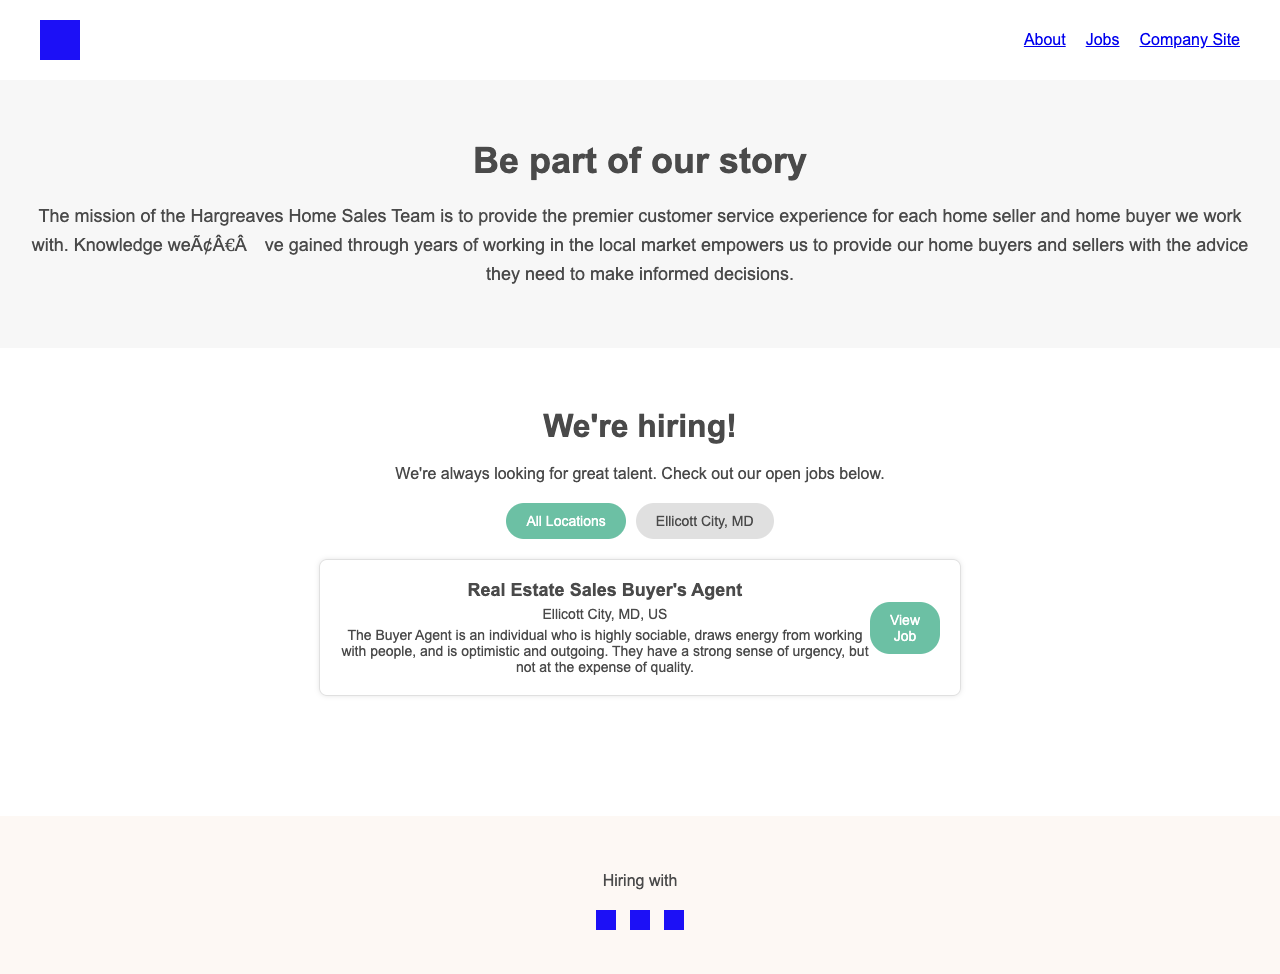 About Jobs Company Site
Be part of our story
The mission of the Hargreaves Home Sales Team is to provide the premier customer service experience for each home seller and home buyer we work
with. Knowledge weÃ¢Â€Â ve gained through years of working in the local market empowers us to provide our home buyers and sellers with the advice
they need to make informed decisions.
We're hiring!
We're always looking for great talent. Check out our open jobs below.
All Locations Ellicott City, MD
Real Estate Sales Buyer's Agent
Ellicott City, MD, US
The Buyer Agent is an individual who is highly sociable, draws energy from working
with people, and is optimistic and outgoing. They have a strong sense of urgency, but
not at the expense of quality.
View
Job
Hiring with